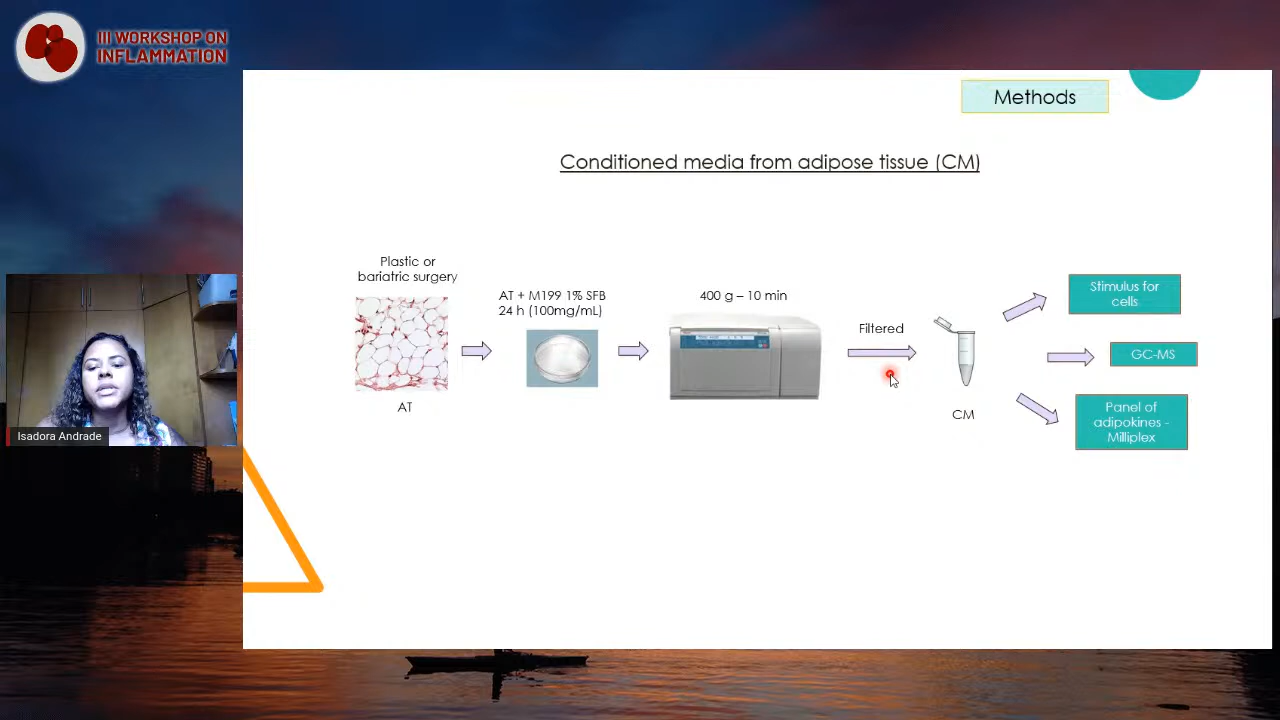 III WORKSHOP ON
INFLAMMATION
Methods
Conditioned media from adipose tissue (CM)
Plastic or
bariatric surgery
AT
AT + M199 1% SFB
24 h (100mg/mL)
400 g – 10 min
Filtered
CM
Stimulus for
cells
GC-MS
Panel of
adipokines -
Milliplex
Isadora Andrade